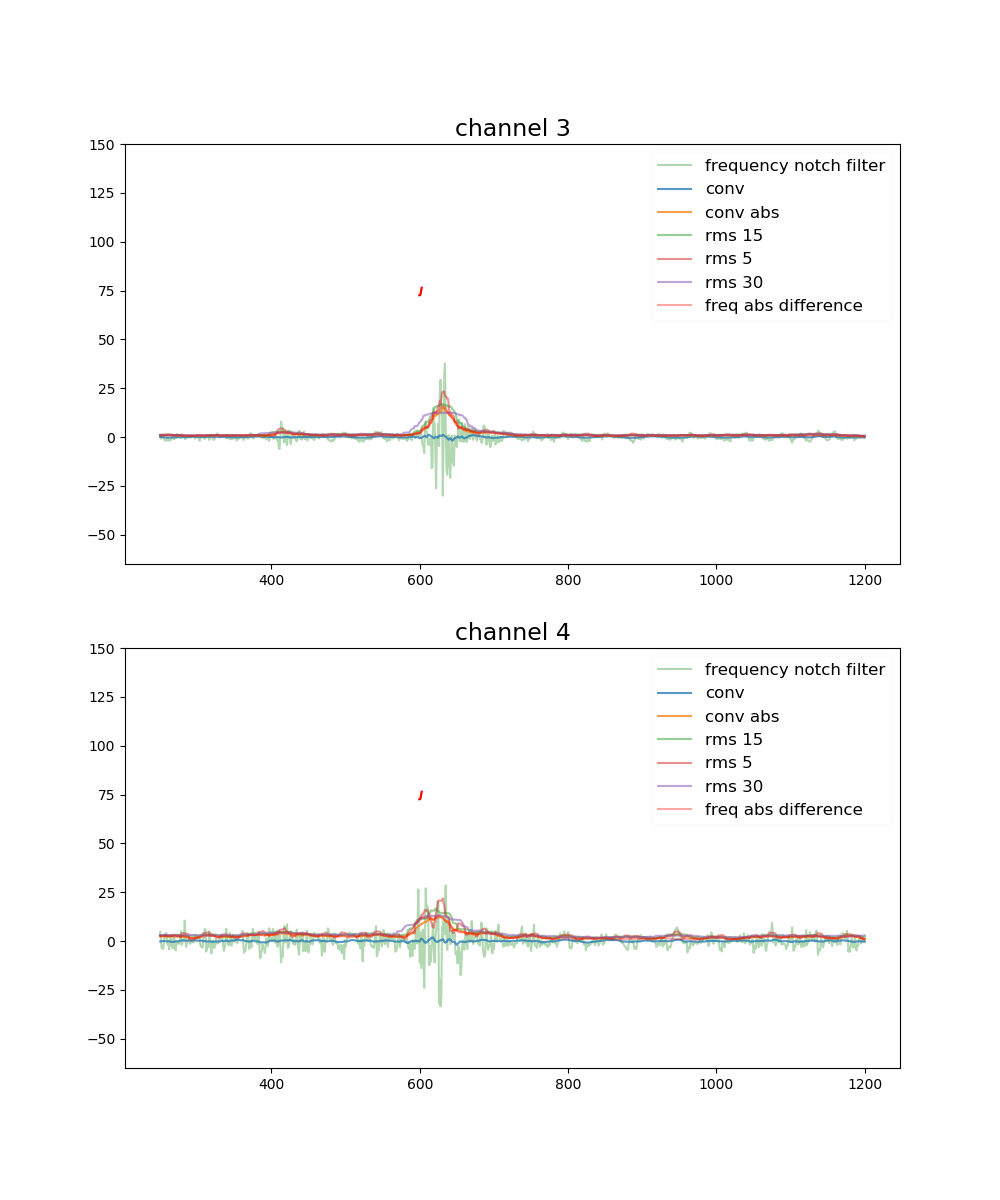 channel 3
150
125
100
75
50
25
0
−25
−50
400
600
800
1000
1200
frequency notch filter
conv
conv abs
rms 15
rms 5
rms 30
freq abs difference
J
channel 4
150
125
100
75
50
25
0
−25
−50
400
600
800
1000
1200
frequency notch filter
conv
conv abs
rms 15
rms 5
rms 30
freq abs difference
J